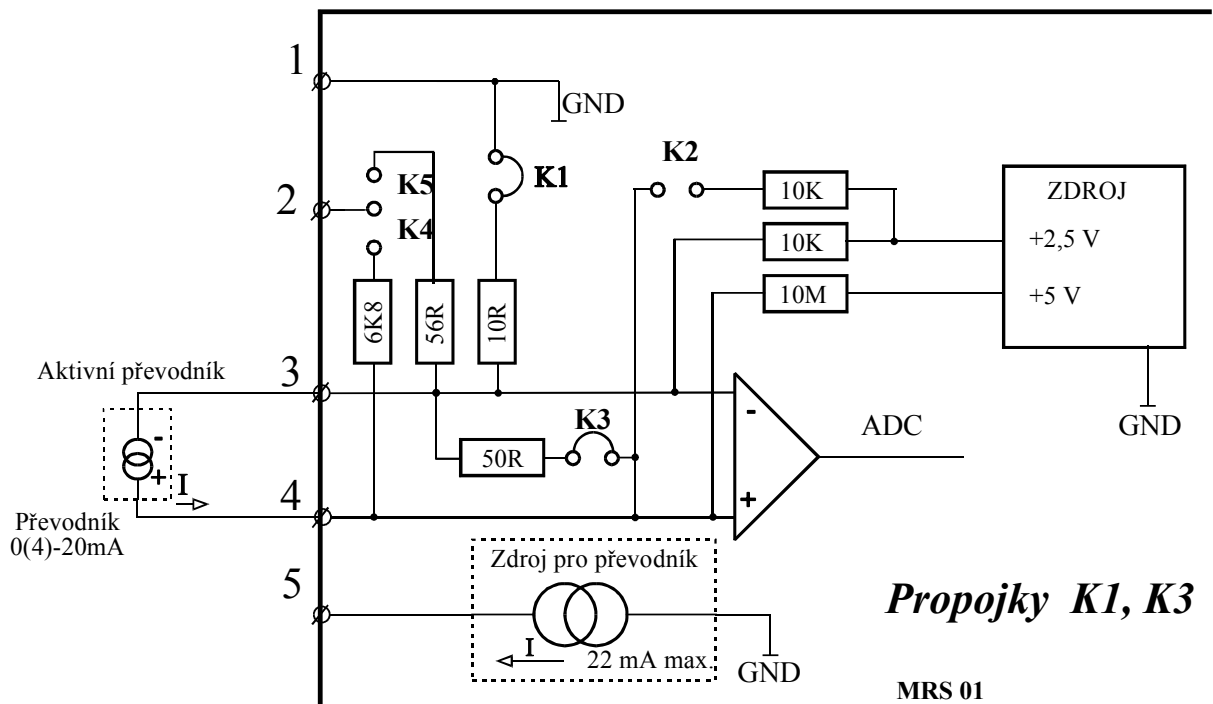 1
GND
K5
K1
K2
10K
ZDROJ
2
K4
10K
+2,5 V
10M
+5 V
6K8
56R
10R
Aktivní převodník
3
-
K3
ADC
GND
-
+
I
50R
4
+
Převodník
0(4)-20mA
Zdroj pro převodník
5
Propojky K1, K3
I
22 mA max.
GND
MRS 01